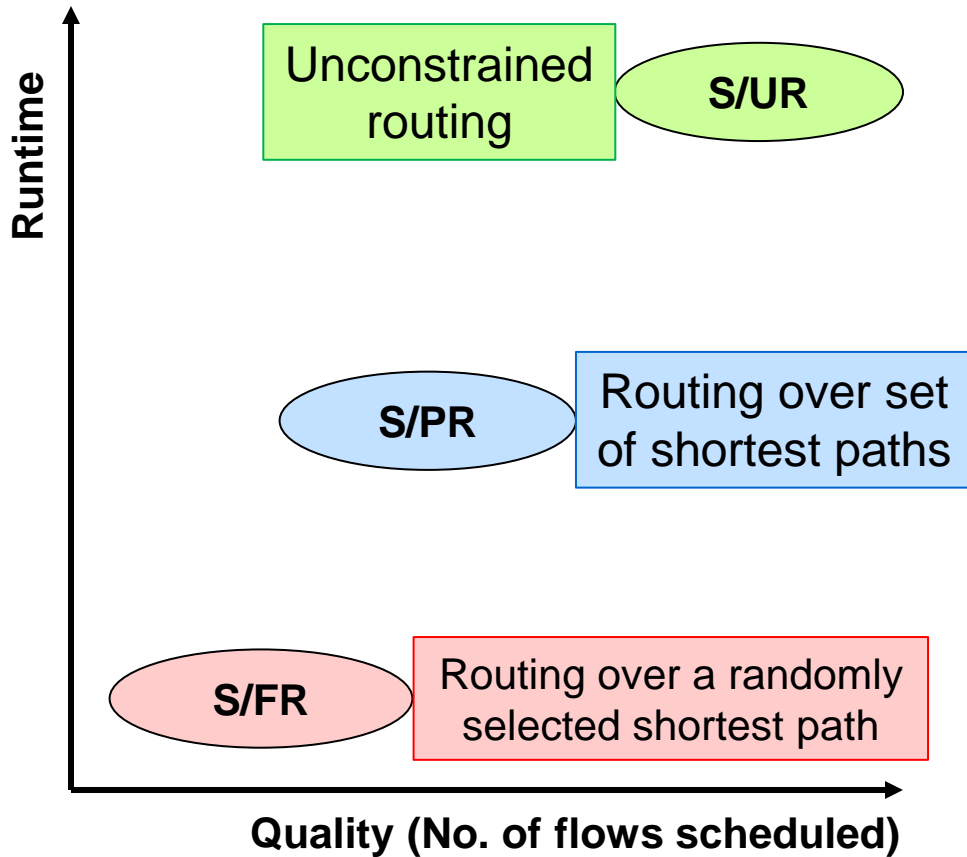 Runtime
Unconstrained
routing
S/UR
S/PR
Routing over set
of shortest paths
S/FR
Routing over a randomly
selected shortest path
Quality (No. of flows scheduled)